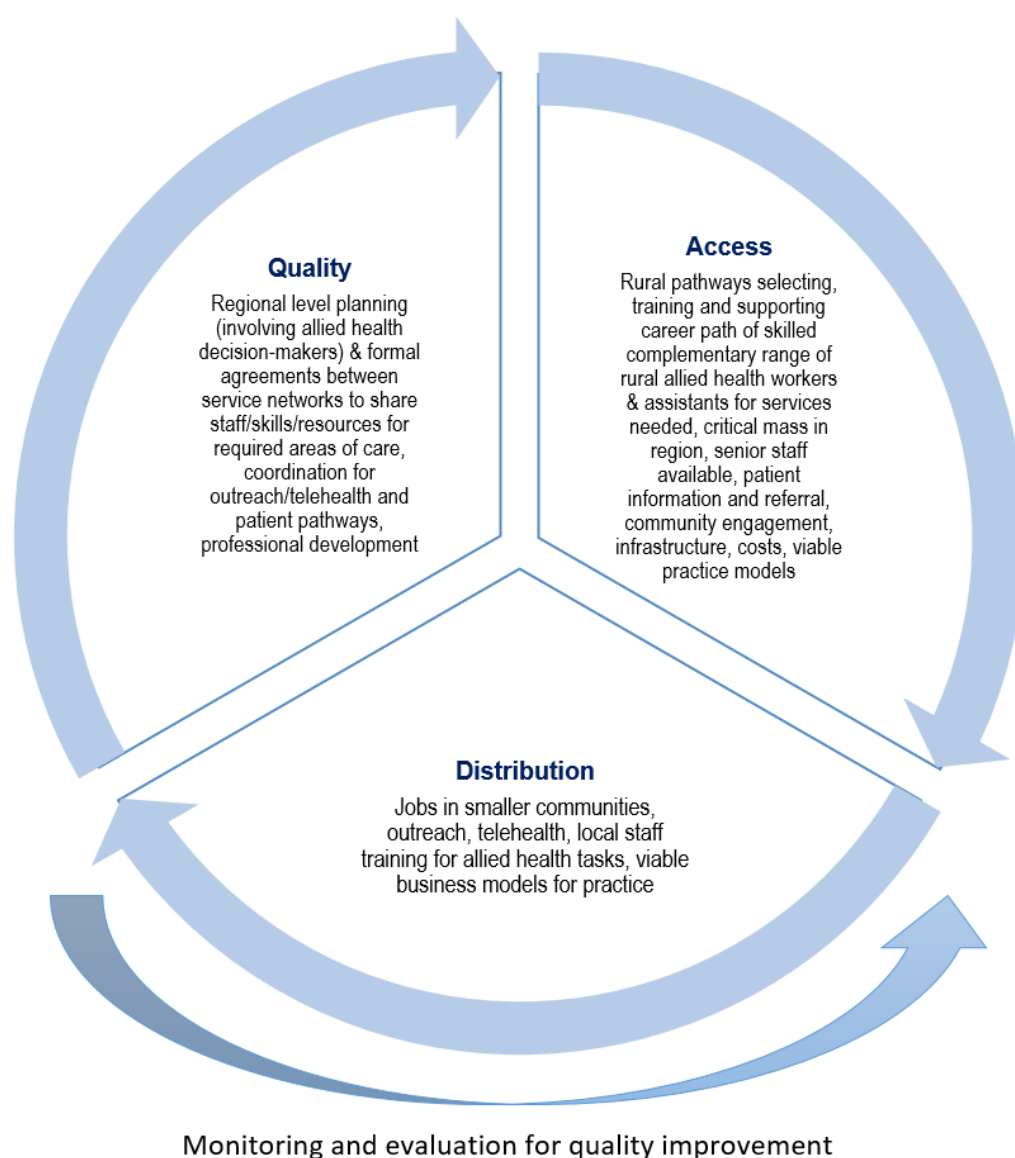 Quality
Regional level planning
(involving allied health
decision-makers) & formal
agreements between
service networks to share
staff/skills/resources for
required areas of care,
coordination for
outreach/telehealth and
patient pathways,
professional development
Access
Rural pathways selecting,
training and supporting
career path of skilled
complementary range of
rural allied health workers
& assistants for services
needed, critical mass in
region, senior staff
available, patient
information and referral,
community engagement,
infrastructure, costs, viable
practice models
Distribution
Jobs in smaller communities,
outreach, telehealth, local staff
training for allied health tasks, viable
business models for practice
Monitoring and evaluation for quality improvement